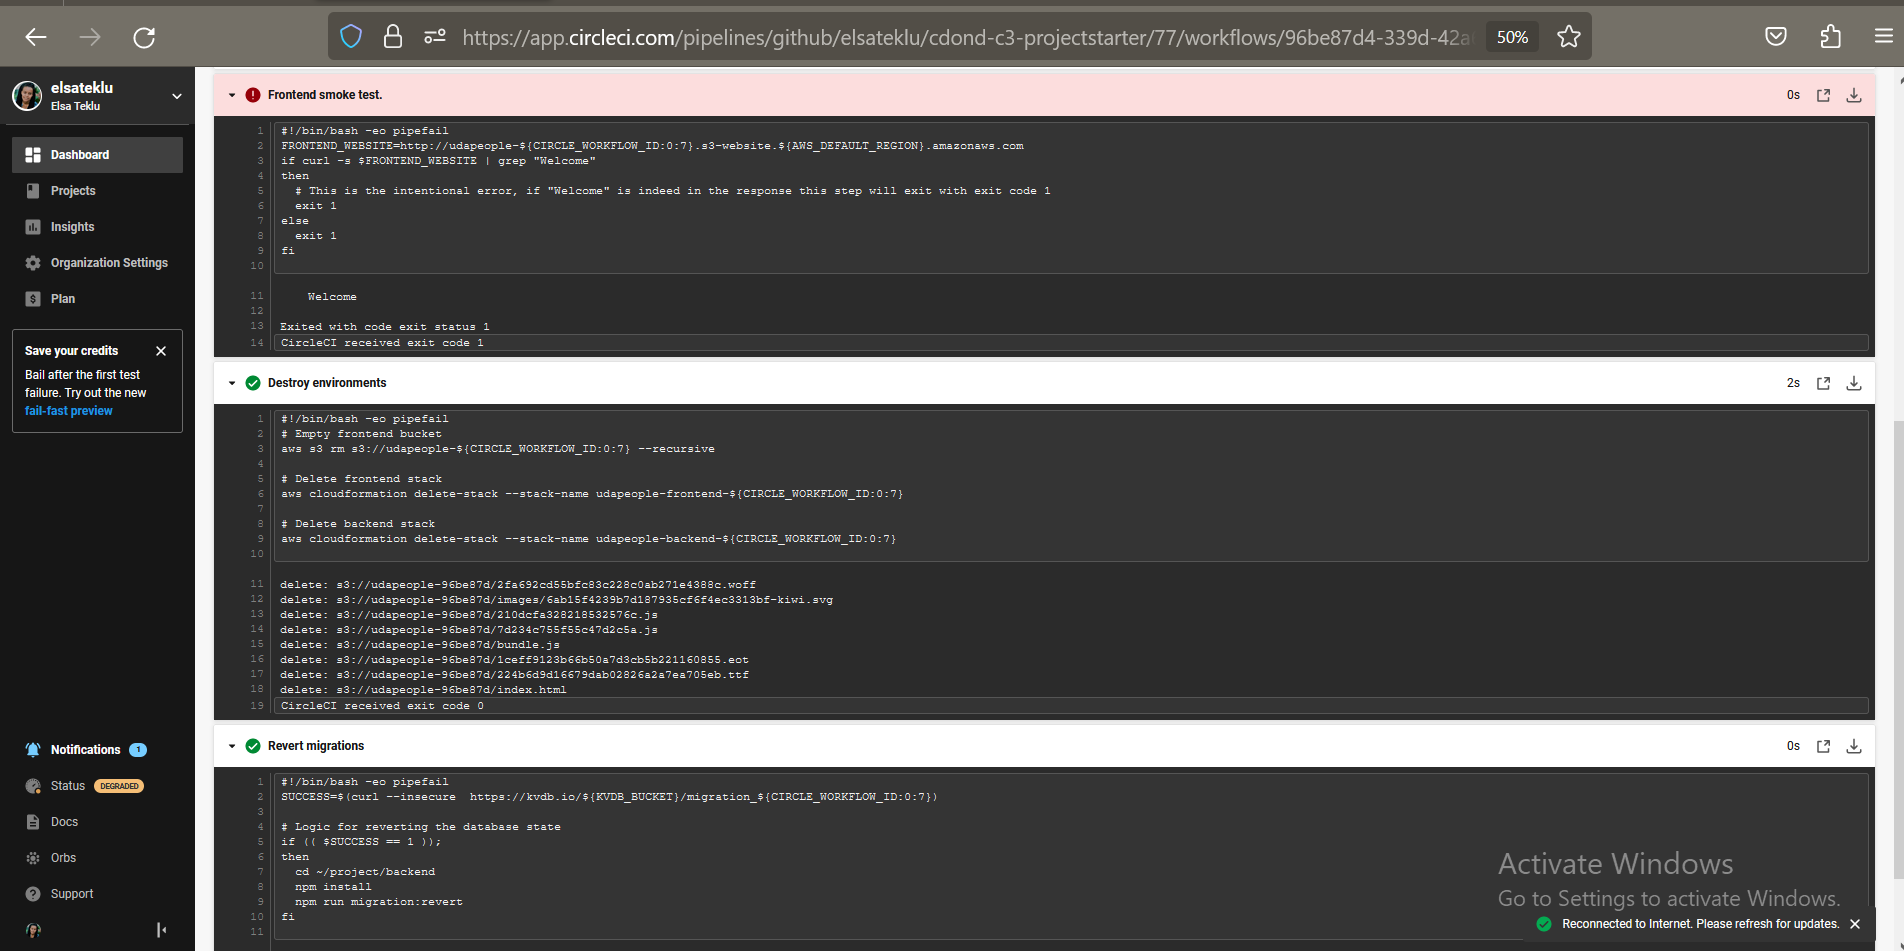 https://app.circleci.com/pipelines/github/elsateklu/cdond-c3-projectstarter/77/workflows/96be87d4-339d-42a
50%
elsateklu
Elsa Teklu
Dashboard
Projects
Insights
Organization Settings
Plan
Save your credits
Bail after the first test
failure. Try out the new
fail-fast preview
Notifications 1
Status DEGRADED
Docs
Orbs
Support
Frontend smoke test. 0s
1 #!/bin/bash -eo pipefail
2 FRONTEND_WEBSITE=http://udapeople-${CIRCLE_WORKFLOW_ID:0:7}.s3-website.${AWS_DEFAULT_REGION}.amazonaws.com
3 if curl -s $FRONTEND_WEBSITE | grep "Welcome"
4 then
5 # This is the intentional error, if "Welcome" is indeed in the response this step will exit with exit code 1
6 exit 1
7 else
8 exit 1
9 fi
10
11 Welcome
12
13 Exited with code exit status 1
14 CircleCI received exit code 1
Destroy environments 2s
1 #!/bin/bash -eo pipefail
2 # Empty frontend bucket
3 aws s3 rm s3://udapeople-${CIRCLE_WORKFLOW_ID:0:7} --recursive
4
5 # Delete frontend stack
6 aws cloudformation delete-stack --stack-name udapeople-frontend-${CIRCLE_WORKFLOW_ID:0:7}
7
8 # Delete backend stack
9 aws cloudformation delete-stack --stack-name udapeople-backend-${CIRCLE_WORKFLOW_ID:0:7}
10
11 delete: s3://udapeople-96be87d/2fa692cd55bfc83c228c0ab271e4388c.woff
12 delete: s3://udapeople-96be87d/images/6ab15f4239b7d187935cf6f4ec3313bf-kiwi.svg
13 delete: s3://udapeople-96be87d/210dcfa328218532576c.js
14 delete: s3://udapeople-96be87d/7d234c755f55c47d2c5a.js
15 delete: s3://udapeople-96be87d/bundle.js
16 delete: s3://udapeople-96be87d/1ceff9123b66b50a7d3cb5b221160855.eot
17 delete: s3://udapeople-96be87d/224b6d9d16679dab02826a2a7ea705eb.ttf
18 delete: s3://udapeople-96be87d/index.html
19 CircleCI received exit code 0
Revert migrations 0s
1 #!/bin/bash -eo pipefail
2 SUCCESS=$(curl --insecure  https://kvdb.io/${KVDB_BUCKET}/migration_${CIRCLE_WORKFLOW_ID:0:7})
3
4 # Logic for reverting the database state
5 if (( $SUCCESS == 1 ));
6 then
7 cd ~/project/backend
8 npm install
9 npm run migration:revert
10 fi
11
Activate Windows
Go to Settings to activate Windows.
Reconnected to Internet. Please refresh for updates.